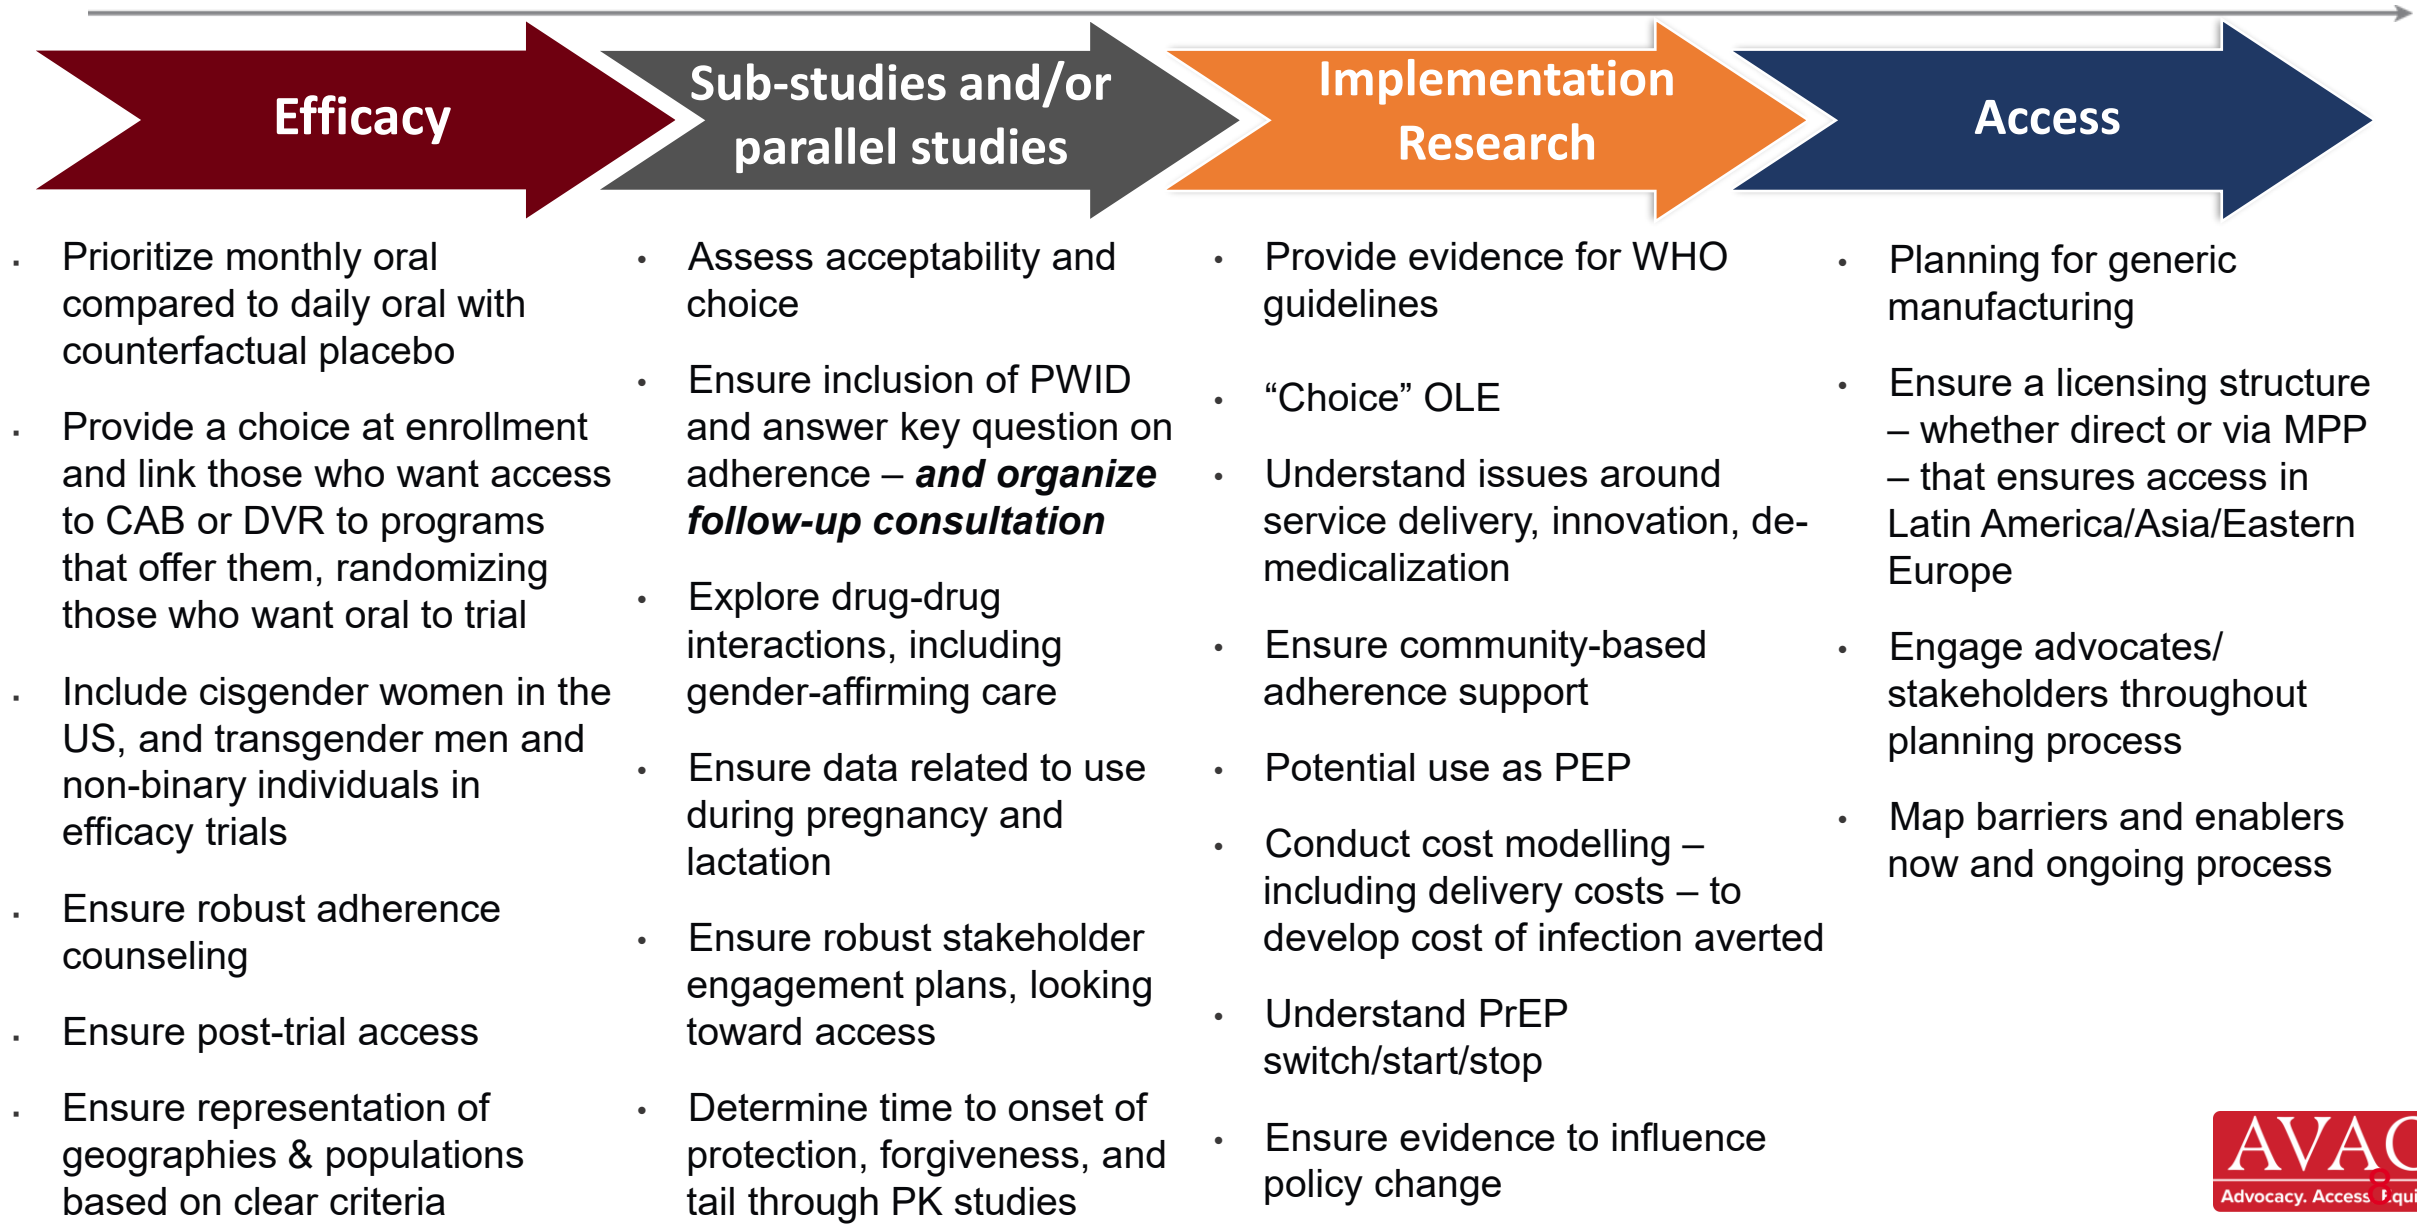 Efficacy
Prioritize monthly oral
compared to daily oral with
counterfactual placebo
Provide a choice at enrollment
and link those who want access
to CAB or DVR to programs
that offer them, randomizing
those who want oral to trial
Include cisgender women in the
US, and transgender men and
non-binary individuals in
efficacy trials
Ensure robust adherence
counseling
Ensure post-trial access
Ensure representation of
geographies & populations
based on clear criteria
Sub-studies and/or
parallel studies
Assess acceptability and
choice
Ensure inclusion of PWID
and answer key question on
adherence – and organize
follow-up consultation
Explore drug-drug
interactions, including
gender-affirming care
Ensure data related to use
during pregnancy and
lactation
Ensure robust stakeholder
engagement plans, looking
toward access
Determine time to onset of
protection, forgiveness, and
tail through PK studies
Implementation
Research
Provide evidence for WHO
guidelines
“Choice” OLE
Understand issues around
service delivery, innovation, de-
medicalization
Ensure community-based
adherence support
Potential use as PEP
Conduct cost modelling –
including delivery costs – to
develop cost of infection averted
Understand PrEP
switch/start/stop
Ensure evidence to influence
policy change
Access
Planning for generic
manufacturing
Ensure a licensing structure
– whether direct or via MPP
– that ensures access in
Latin America/Asia/Eastern
Europe
Engage advocates/
stakeholders throughout
planning process
Map barriers and enablers
now and ongoing process
AVAC
Advocacy. Access.
8